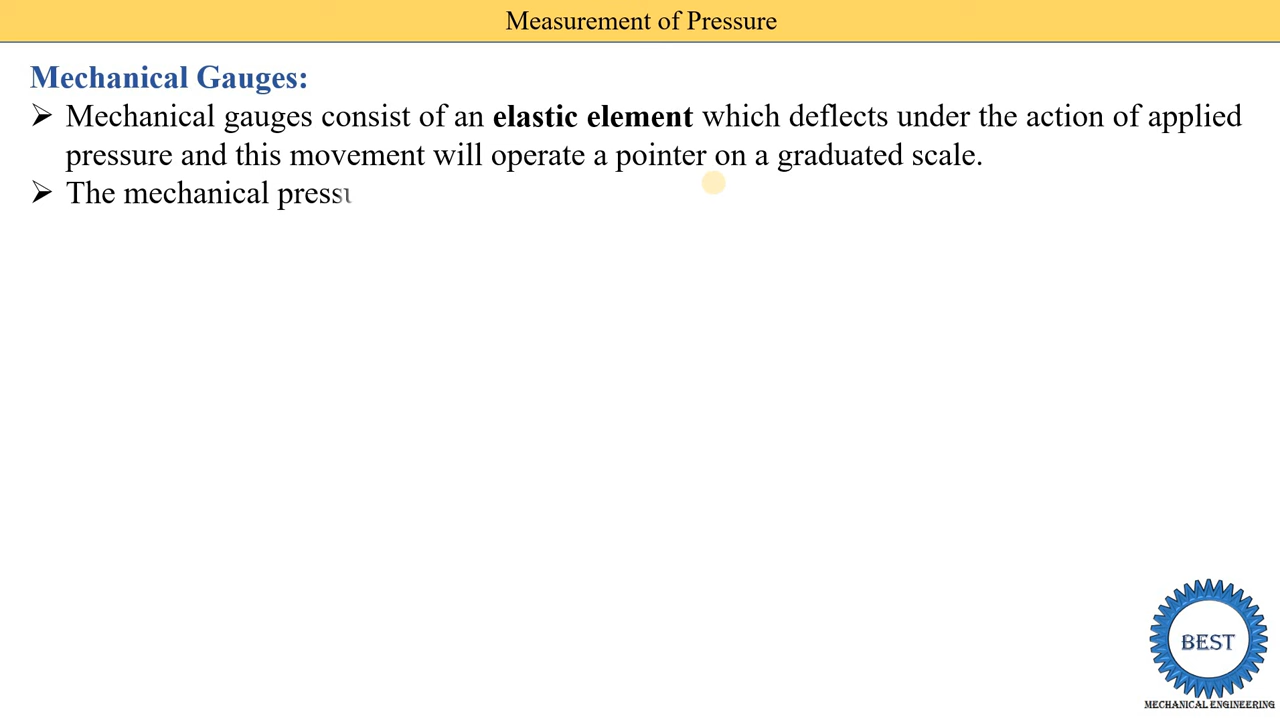 Measurement of Pressure
Mechanical Gauges:
➢ Mechanical gauges consist of an elastic element which deflects under the action of applied
pressure and this movement will operate a pointer on a graduated scale.
➢ The mechanical pressu
BEST
MECHANICAL ENGINEERING